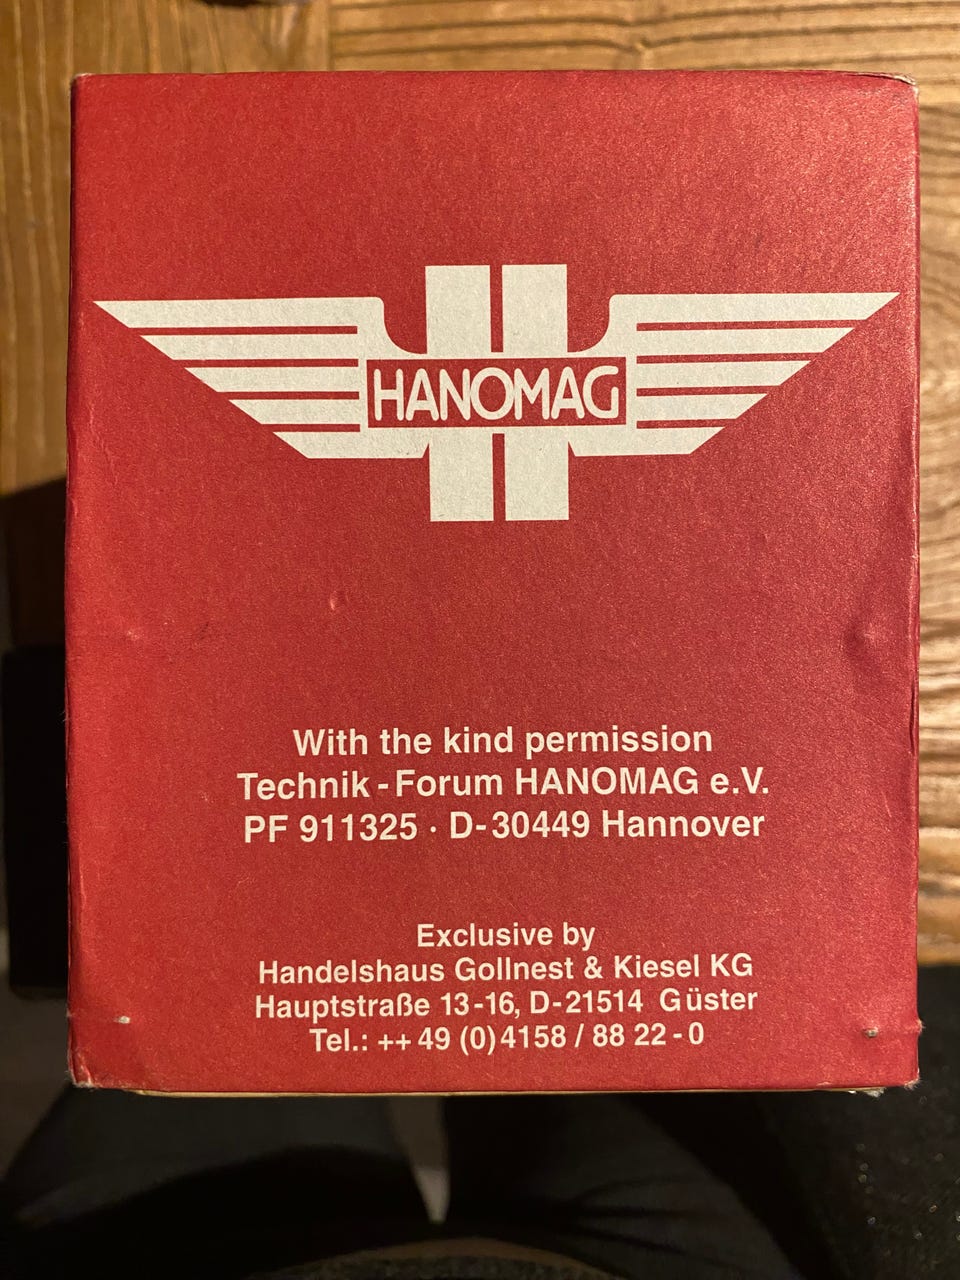 HANOMAG
With the kind permission
Technik - Forum HANOMAG e.V.
PF 911325 · D-30449 Hannover
Exclusive by
Handelshaus Gollnest & Kiesel KG
Hauptstraße 13-16, D-21514 Güster
Tel.: ++ 49 (0) 4158 / 88 22 - 0